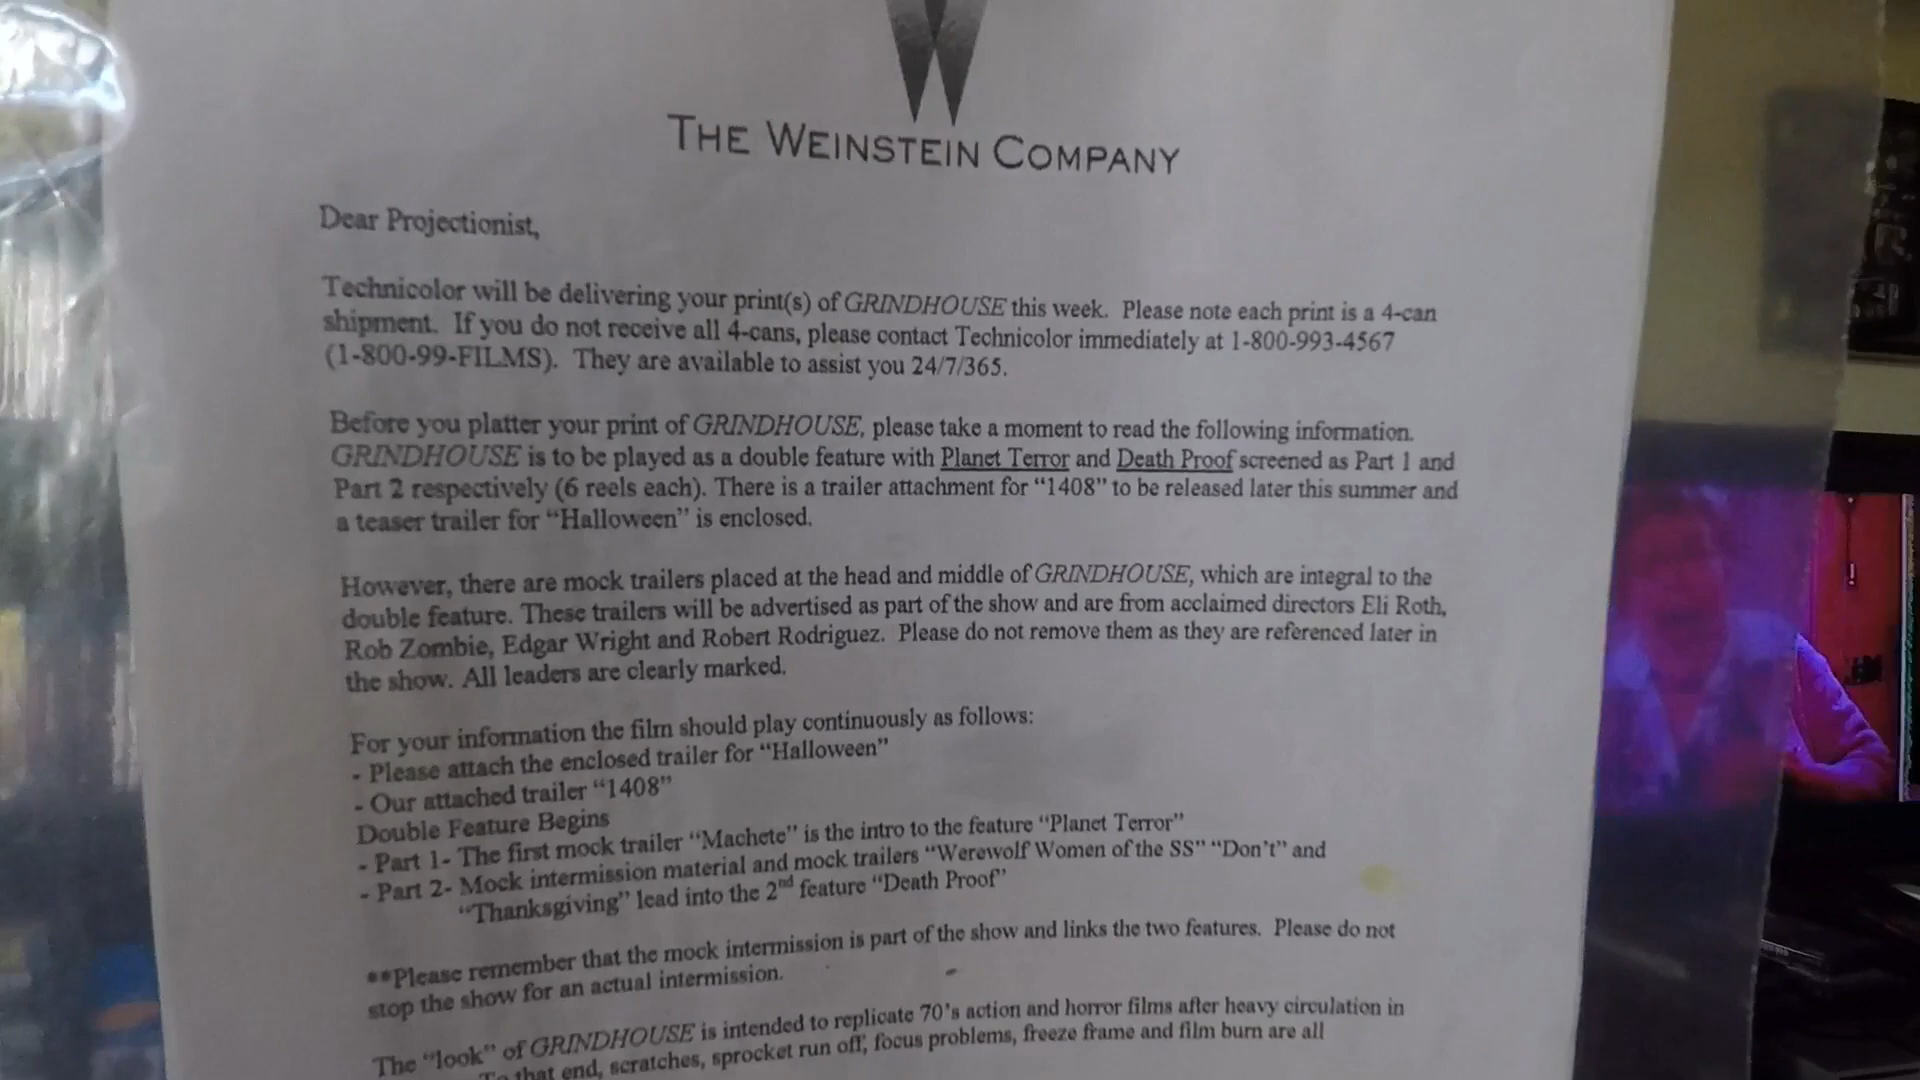 THE WEINSTEIN COMPANY
Dear Projectionist,
Technicolor will be delivering your print(s) of GRINDHOUSE this week. Please note each print is a 4-can
shipment. If you do not receive all 4-cans, please contact Technicolor immediately at 1-800-993-4567
(1-800-99-FILMS). They are available to assist you 24/7/365.
Before you platter your print of GRINDHOUSE, please take a moment to read the following information.
GRINDHOUSE is to be played as a double feature with Planet Terror and Death Proof screened as Part 1 and
Part 2 respectively (6 reels each). There is a trailer attachment for “1408” to be released later this summer and
a teaser trailer for “Halloween” is enclosed.
However, there are mock trailers placed at the head and middle of GRINDHOUSE, which are integral to the
double feature. These trailers will be advertised as part of the show and are from acclaimed directors Eli Roth,
Rob Zombie, Edgar Wright and Robert Rodriguez. Please do not remove them as they are referenced later in
the show. All leaders are clearly marked.
For your information the film should play continuously as follows:
- Please attach the enclosed trailer for “Halloween”
- Our attached trailer “1408”
Double Feature Begins
- Part 1- The first mock trailer “Machete” is the intro to the feature “Planet Terror”
- Part 2- Mock intermission material and mock trailers “Werewolf Women of the SS” “Don’t” and
“Thanksgiving” lead into the 2nd feature “Death Proof”
**Please remember that the mock intermission is part of the show and links the two features. Please do not
stop the show for an actual intermission.
The “look” of GRINDHOUSE is intended to replicate 70’s action and horror films after heavy circulation in
To that end, scratches, sprocket run off, focus problems, freeze frame and film burn are all